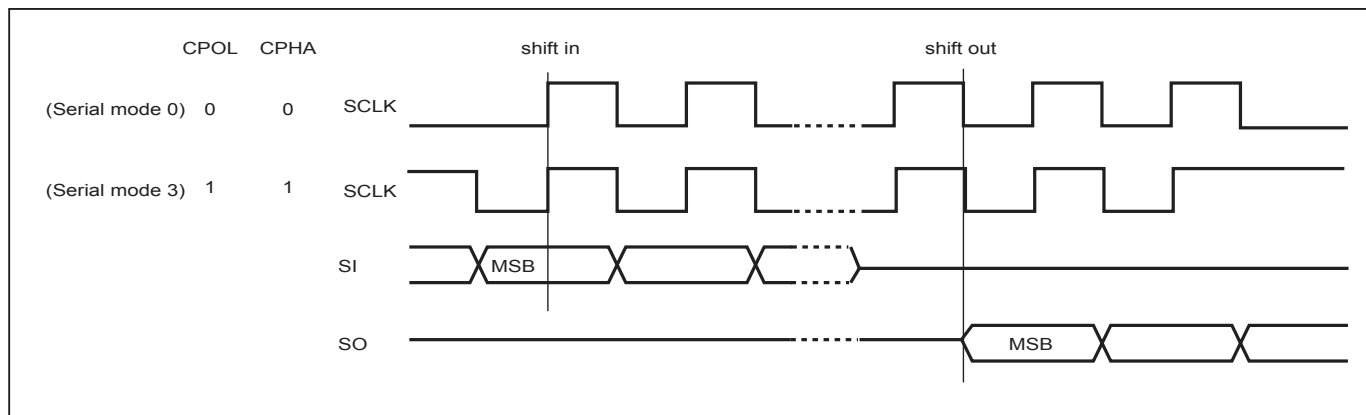 CPOL CPHA shift in shift out
(Serial mode 0) 0 0 SCLK
(Serial mode 3) 1 1 SCLK
SI MSB
SO MSB